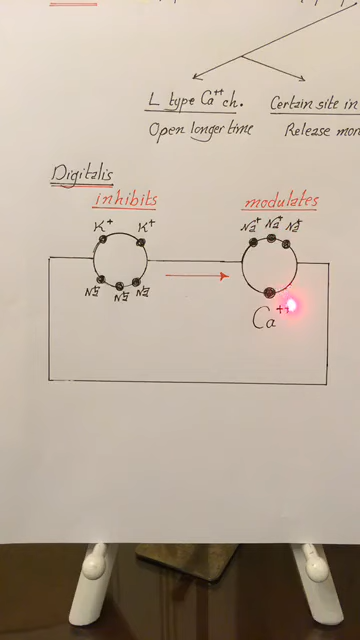 L type Ca++ ch.
Certain site in
Open longer time
Release mor
Digitalis
inhibits
modulates
K+ K+
Na+ Na+ Na+
Na+ Na+ Na+
Ca++